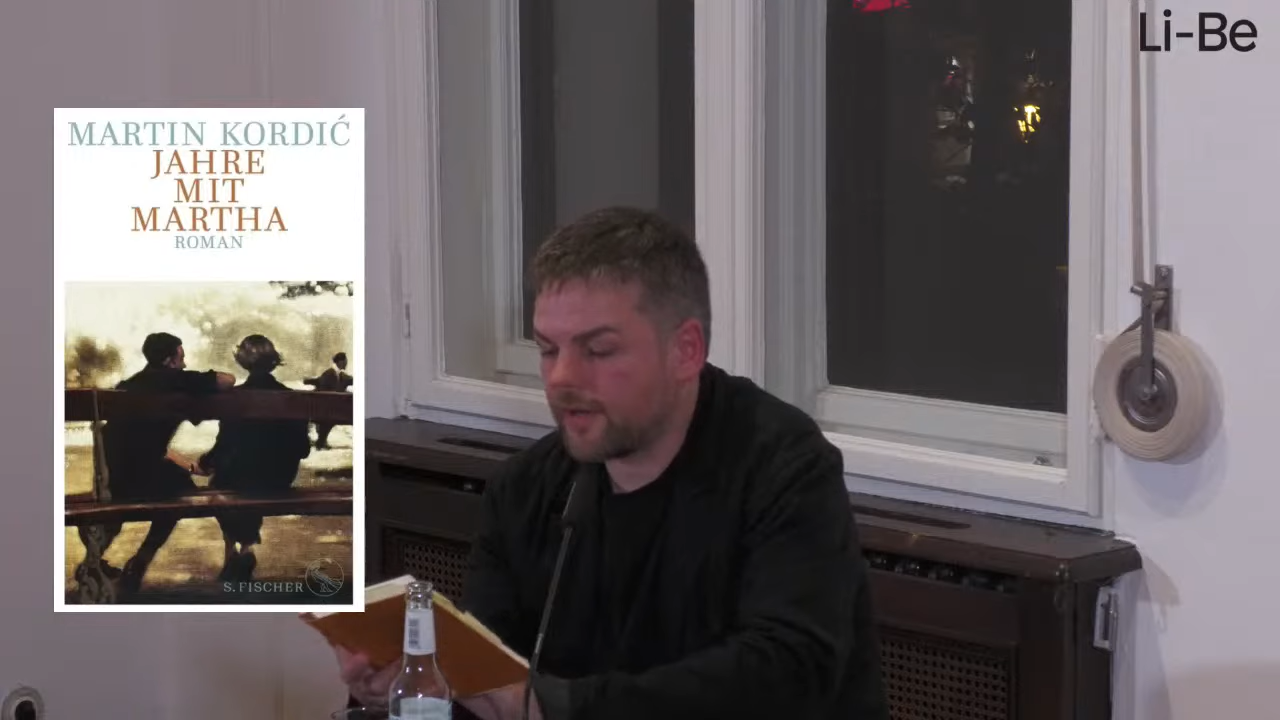 Li-Be
MARTIN KORDIĆ
JAHRE
MIT
MARTHA
ROMAN
S. FISCHER